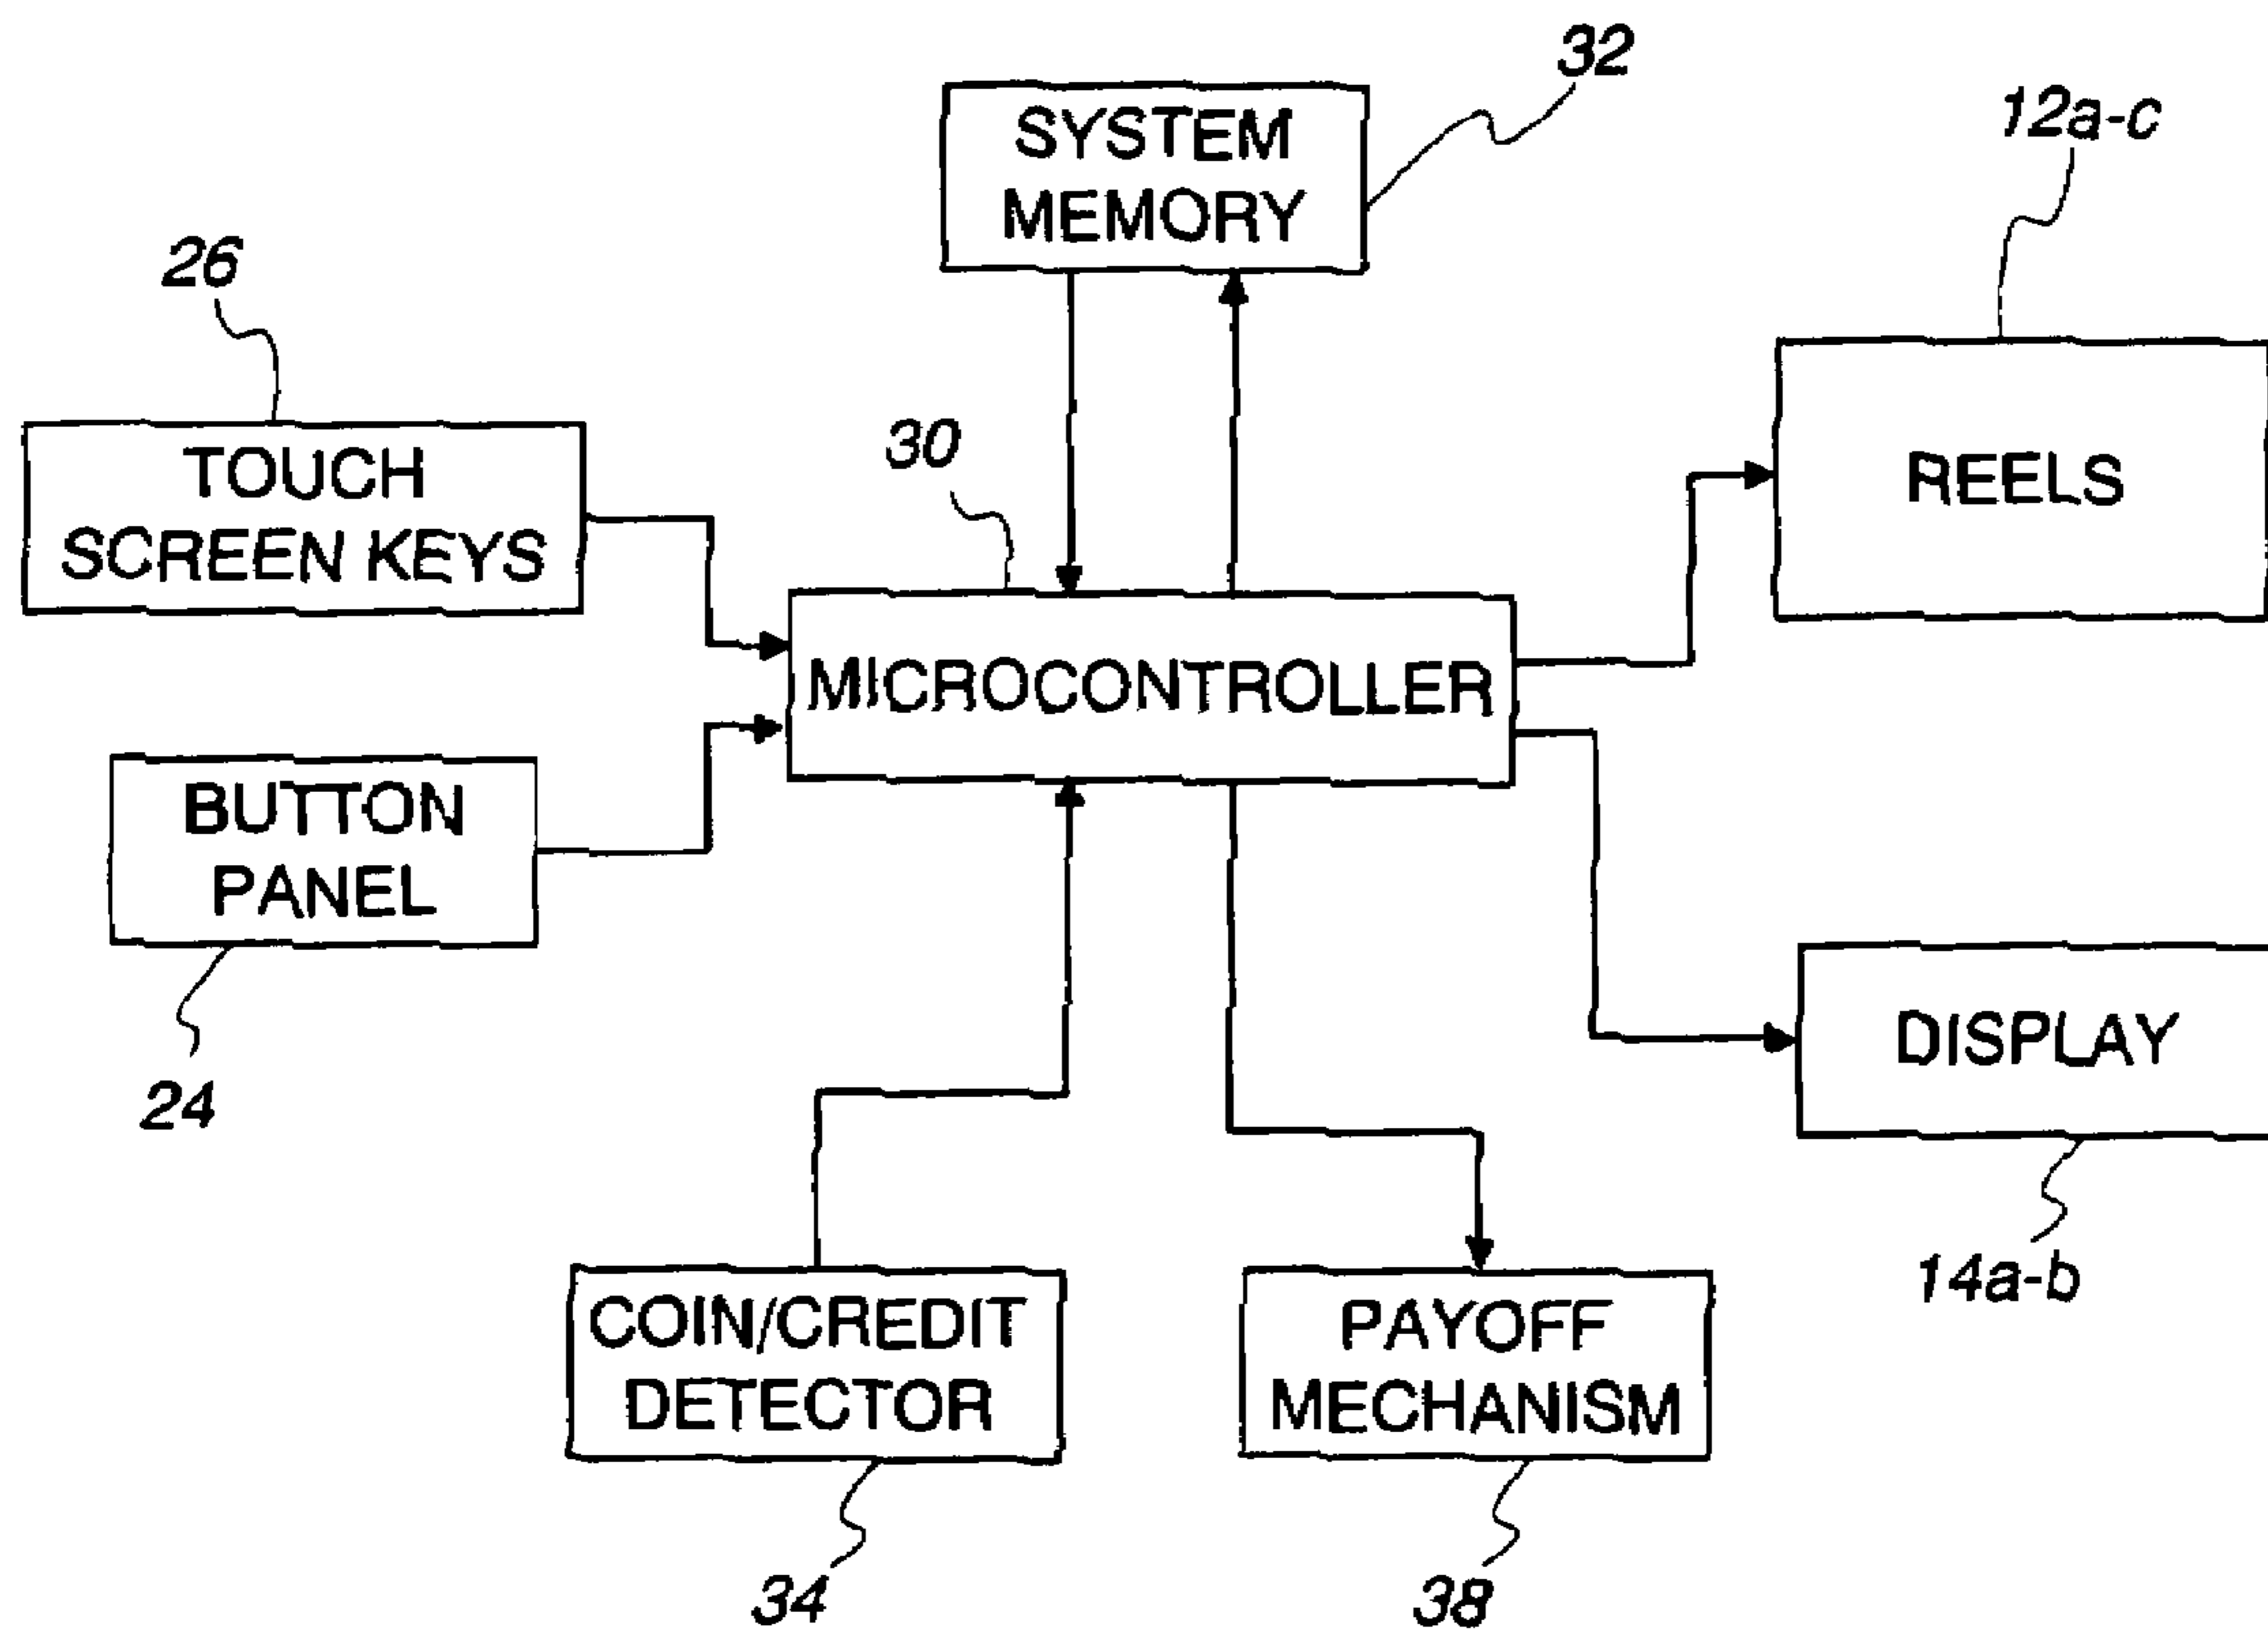 32
SYSTEM
MEMORY
12a-c
26
TOUCH
SCREEN KEYS
30
REELS
MICROCONTROLLER
BUTTON
PANEL
24
DISPLAY
14a-b
COIN/CREDIT
DETECTOR
34
PAYOFF
MECHANISM
38